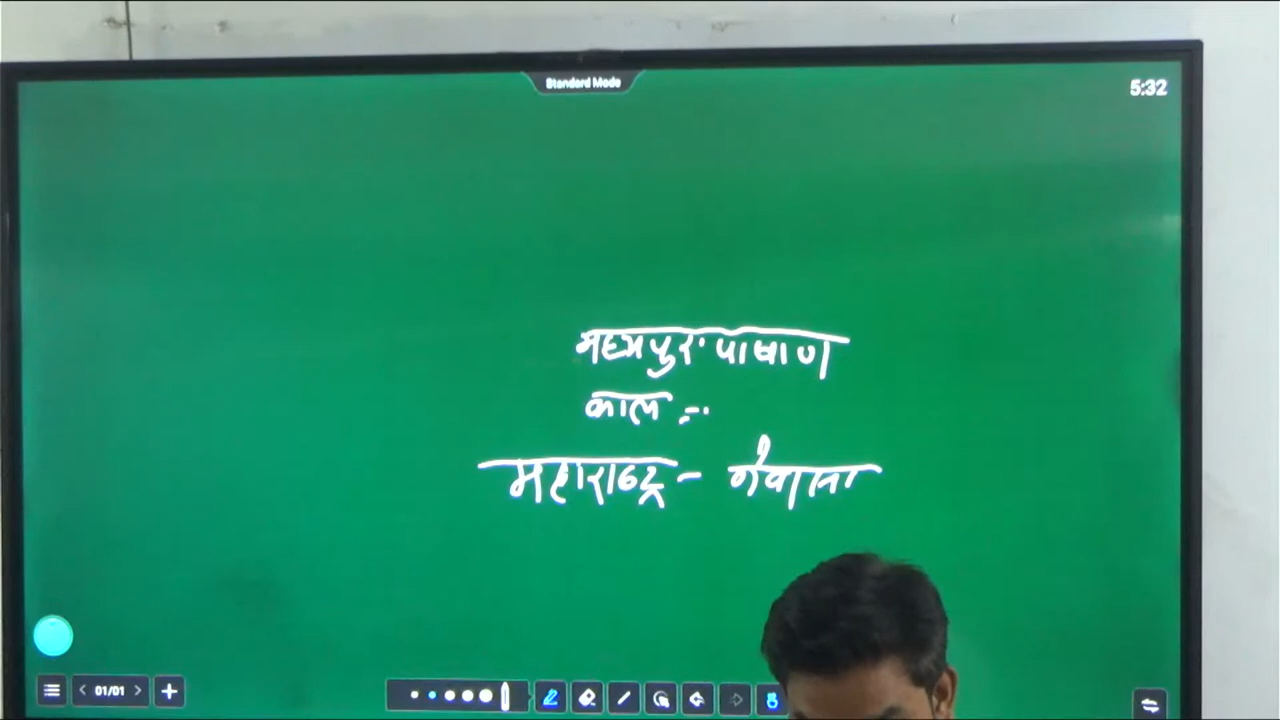 Standard Mode
5:32
मध्यपुरापाषाण
काल :-
महाराष्ट्र - नेवासा
01/01